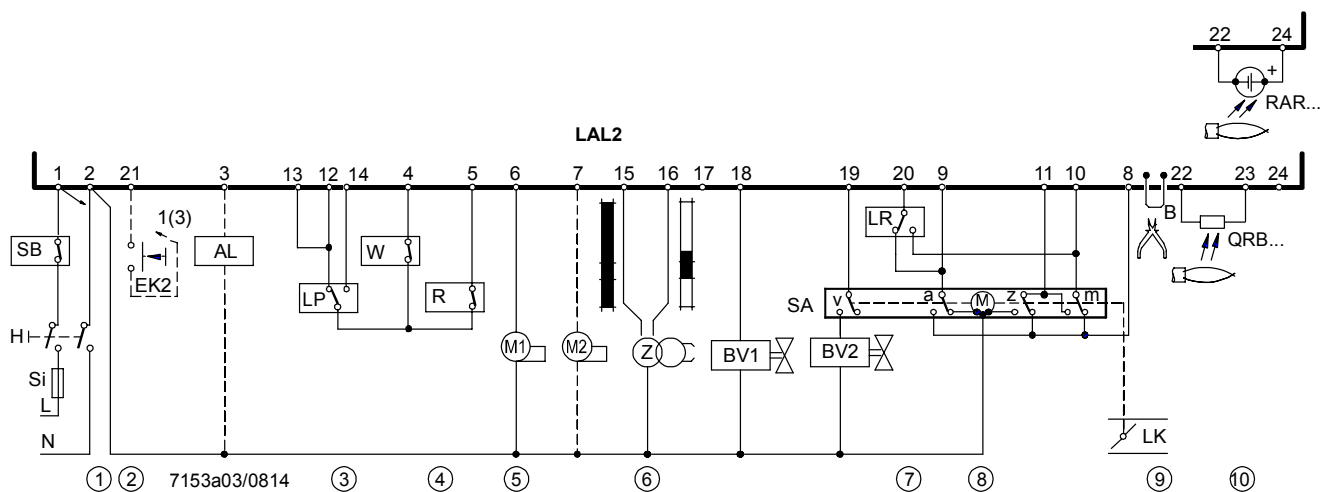 22 24
+
RAR...
LAL2
1 2 21 3 13 12 14 4 5 6 7 15 16 17 18 19 20 9 11 10 8 22 23 24
B
1(3)
SB AL W LR QRB...
EK2
LP R SA v a M z m
H
M1 M2 Z BV1 BV2
Si
L
N LK
1 2 7153a03/0814 3 4 5 6 7 8 9 10